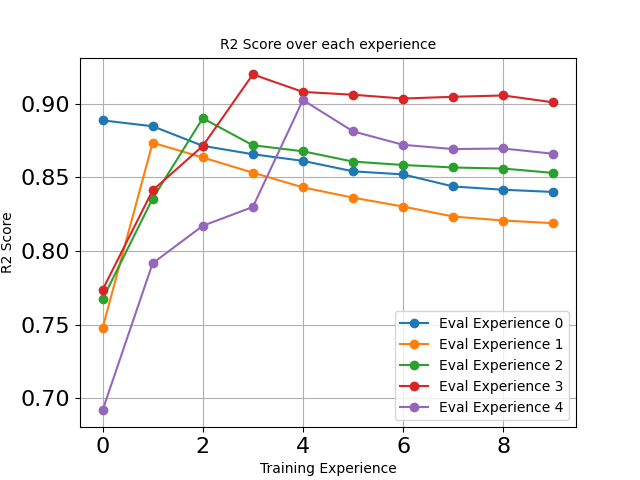 R2 Score over each experience
R2 Score
0.90
0.85
0.80
0.75
0.70
0 2 4 6 8
Training Experience
Eval Experience 0
Eval Experience 1
Eval Experience 2
Eval Experience 3
Eval Experience 4